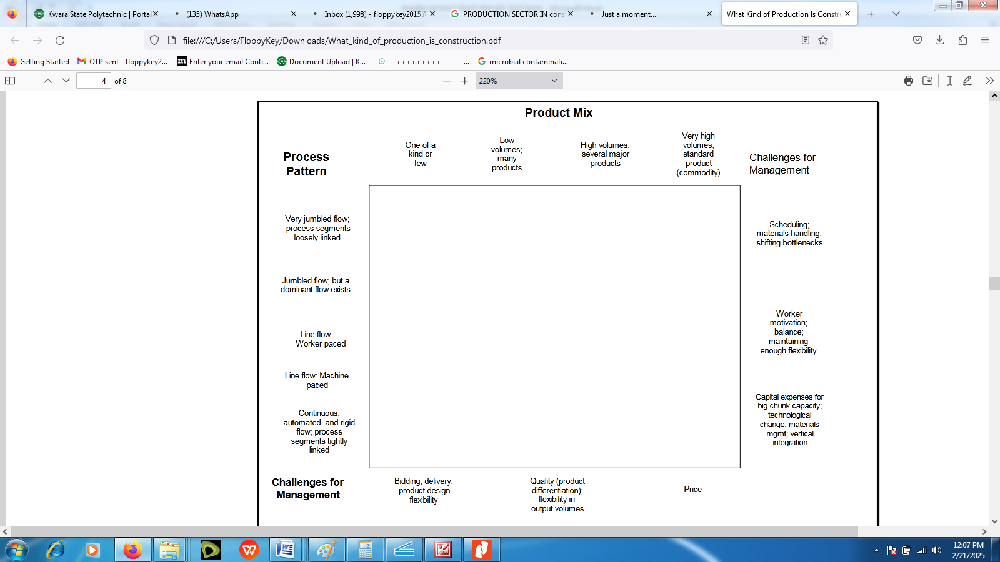 Kwara State Polytechnic | Portal
(135) WhatsApp
Inbox (1,998) - floppykey2015@
PRODUCTION SECTOR IN cons
Just a moment...
What Kind of Production Is Constru
file:///C:/Users/FloppyKey/Downloads/What_kind_of_production_is_construction.pdf
Getting Started
OTP sent - floppykey2...
Enter your email Conti...
Document Upload | K...
-++++++++++ ...
microbial contaminati...
4 of 8
220%
Product Mix
Process
Pattern
One of a
kind or
few
Low
volumes;
many
products
High volumes;
several major
products
Very high
volumes;
standard
product
(commodity)
Challenges for
Management
Very jumbled flow;
process segments
loosely linked
Scheduling;
materials handling;
shifting bottlenecks
Jumbled flow; but a
dominant flow exists
Line flow:
Worker paced
Worker
motivation;
balance;
maintaining
enough flexibility
Line flow: Machine
paced
Continuous,
automated, and rigid
flow; process
segments tightly
linked
Capital expenses for
big chunk capacity;
technological
change; materials
mgmt; vertical
integration
Challenges for
Management
Bidding; delivery;
product design
flexibility
Quality (product
differentiation);
flexibility in
output volumes
Price
12:07 PM
2/21/2025